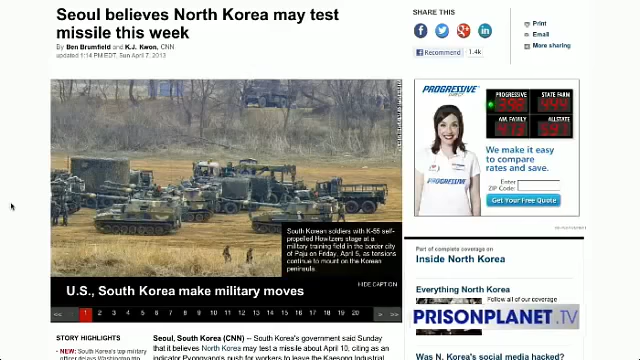 Seoul believes North Korea may test
missile this week
By Ben Brumfield and K.J. Kwon, CNN
updated 1:14 PM EDT, Sun April 7, 2013
SHARE THIS
Print
Email
More sharing
Recommend
1.4k
PROGRESSIVE
DIRECT
PROGRESSIVE
STATE FARM
AM FAMILY
ALLSTATE
We make it easy
to compare
rates and save.
Enter
ZIP Code:
Get Your Free Quote
PROGRESSIVE
South Korean soldiers with K-55 self-
propelled Howitzers stage at a
military training field in the border city
of Paju on Friday, April 5, as tensions
continue to mount on the Korean
peninsula.
HIDE CAPTION
U.S., South Korea make military moves
<< < 1 2 3 4 5 6 7 8 9 10 11 12 13 14 15 16 17 18 19 20 > >>
Part of complete coverage on
Inside North Korea
Everything North Korea
Follow all of our coverage
PRISONPLANET.TV
Was N. Korea's social media hacked?
STORY HIGHLIGHTS
NEW: South Korea's top military
officer delays Washington trip
Seoul, South Korea (CNN) -- South Korea's government said Sunday
that it believes North Korea may test a missile about April 10, citing as an
indicator Pyongyang's push for workers to leave the Kaesong Industrial